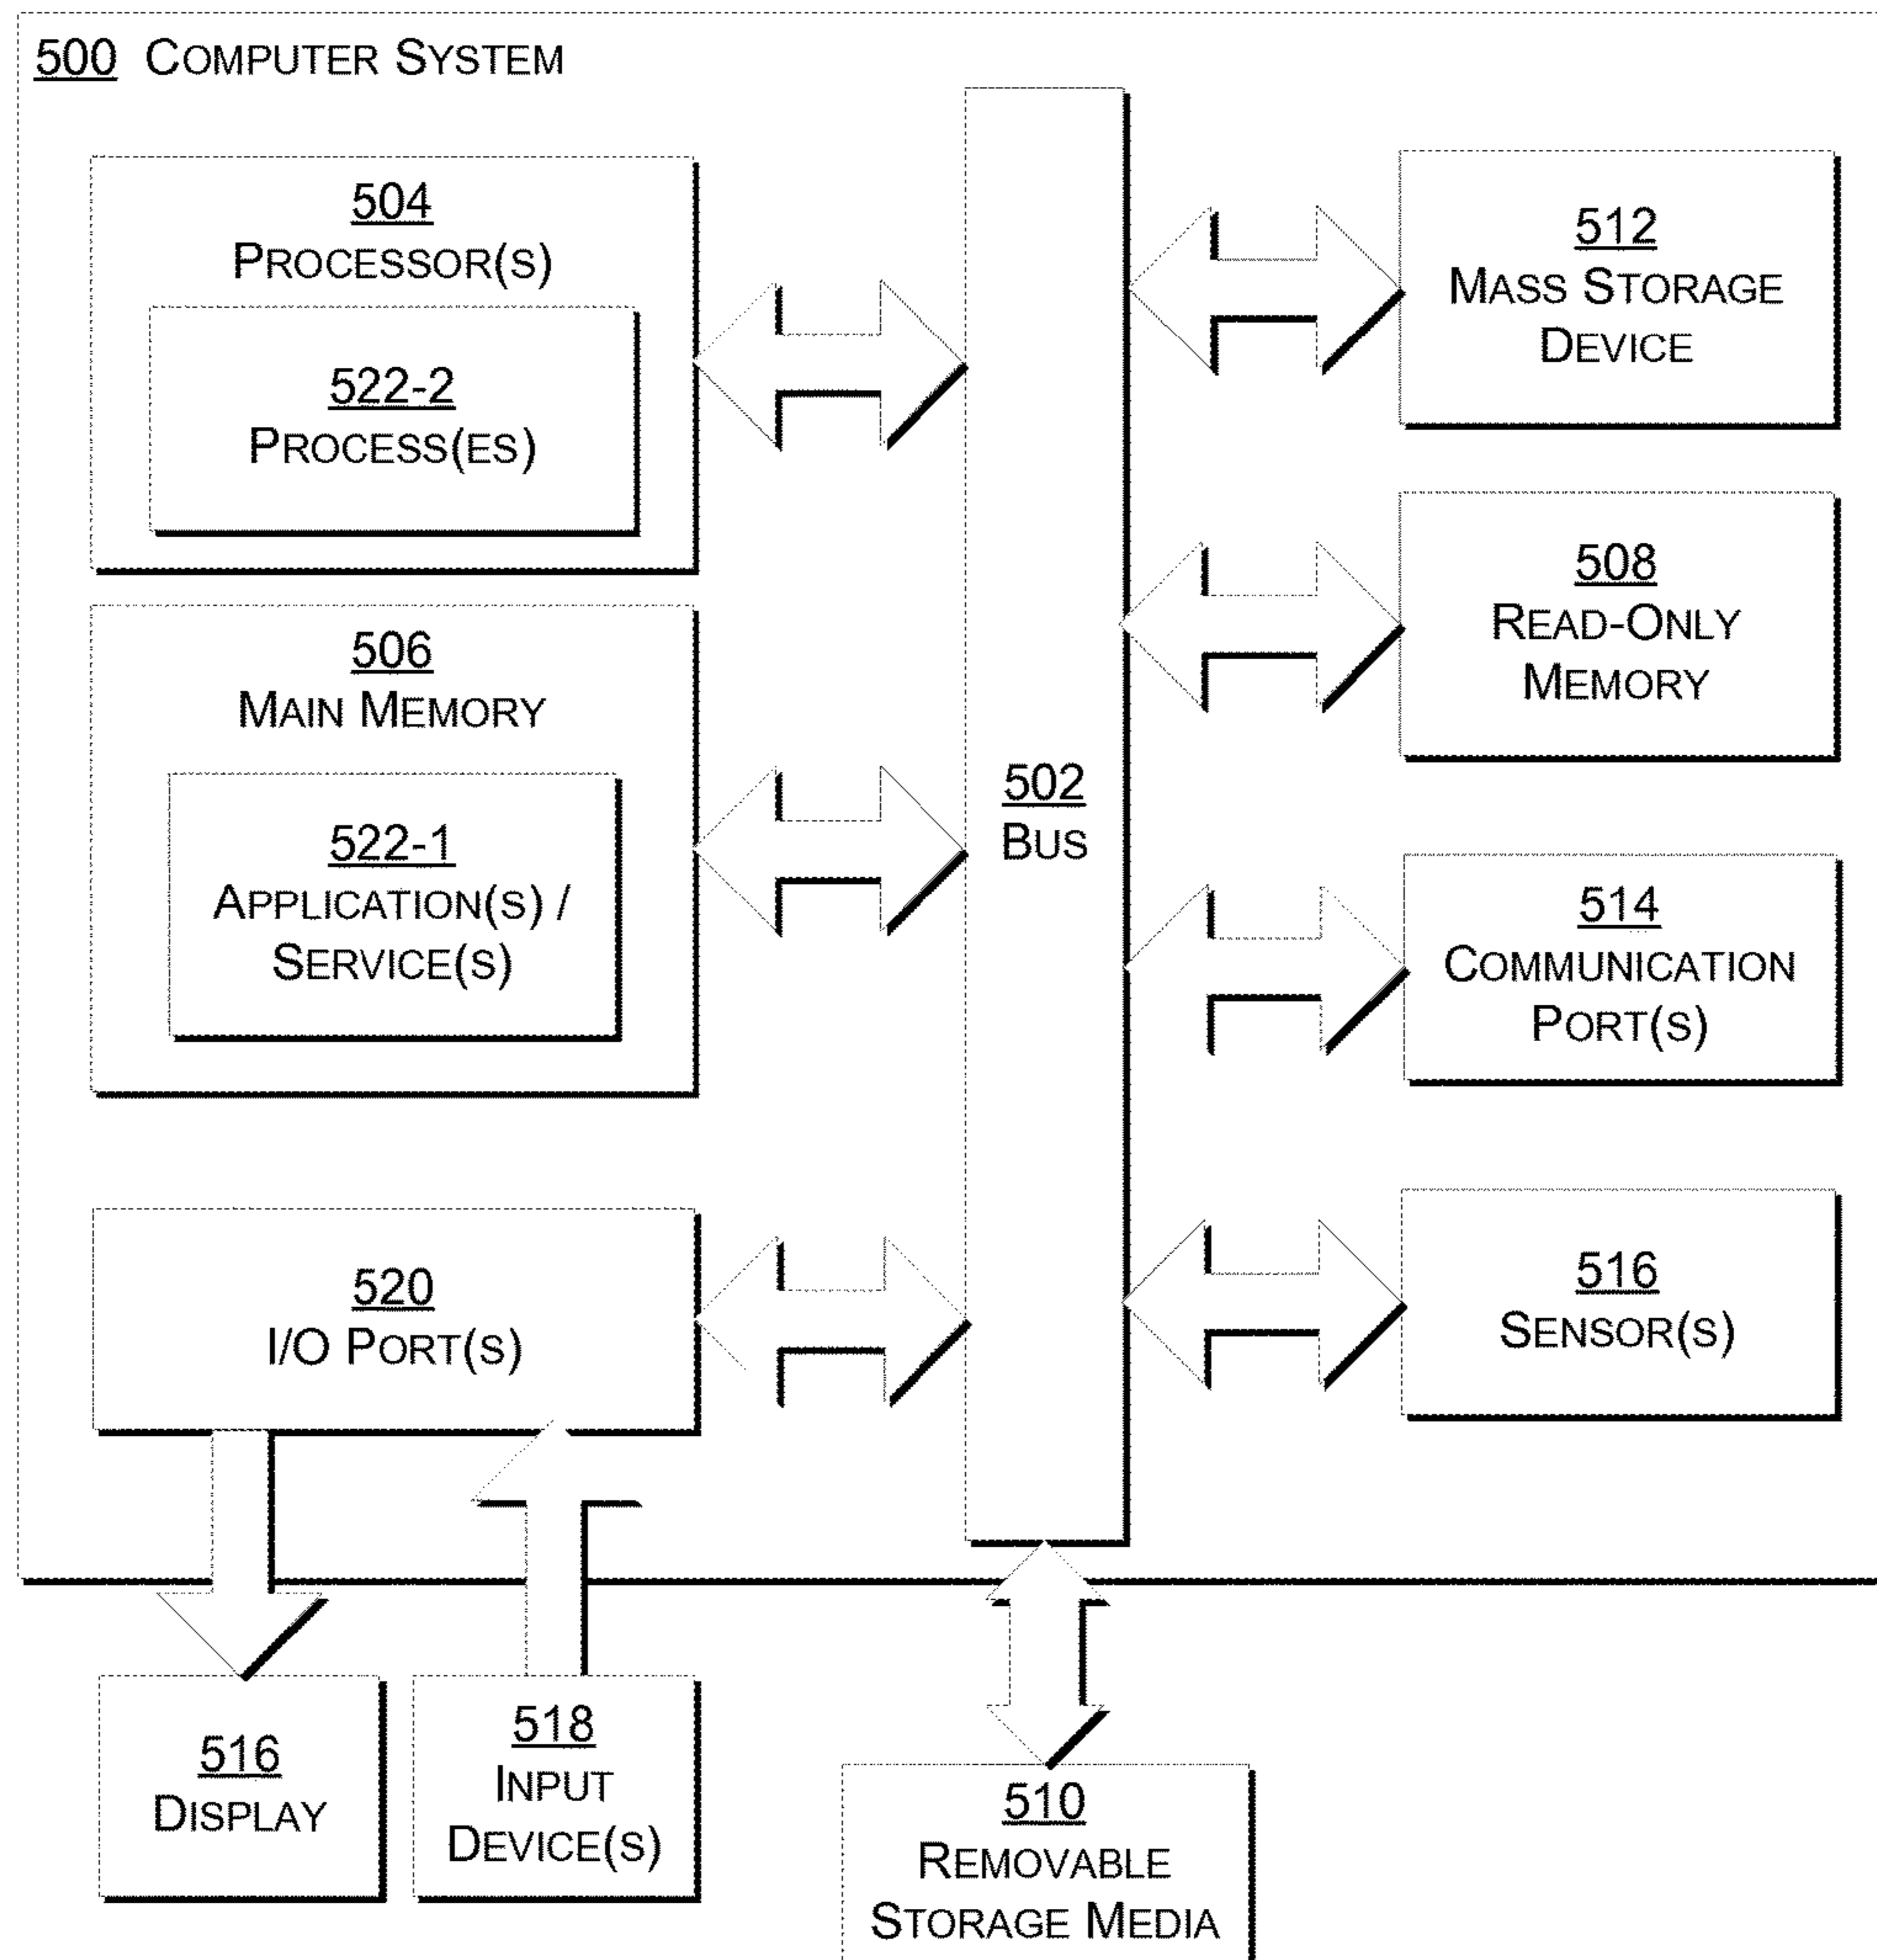 500 COMPUTER SYSTEM
504
PROCESSOR(S)
522-2
PROCESS(ES)
506
MAIN MEMORY
522-1
APPLICATION(S) /
SERVICE(S)
520
I/O PORT(S)
502
BUS
512
MASS STORAGE
DEVICE
508
READ-ONLY
MEMORY
514
COMMUNICATION
PORT(S)
516
SENSOR(S)
516
DISPLAY
518
INPUT
DEVICE(S)
510
REMOVABLE
STORAGE MEDIA